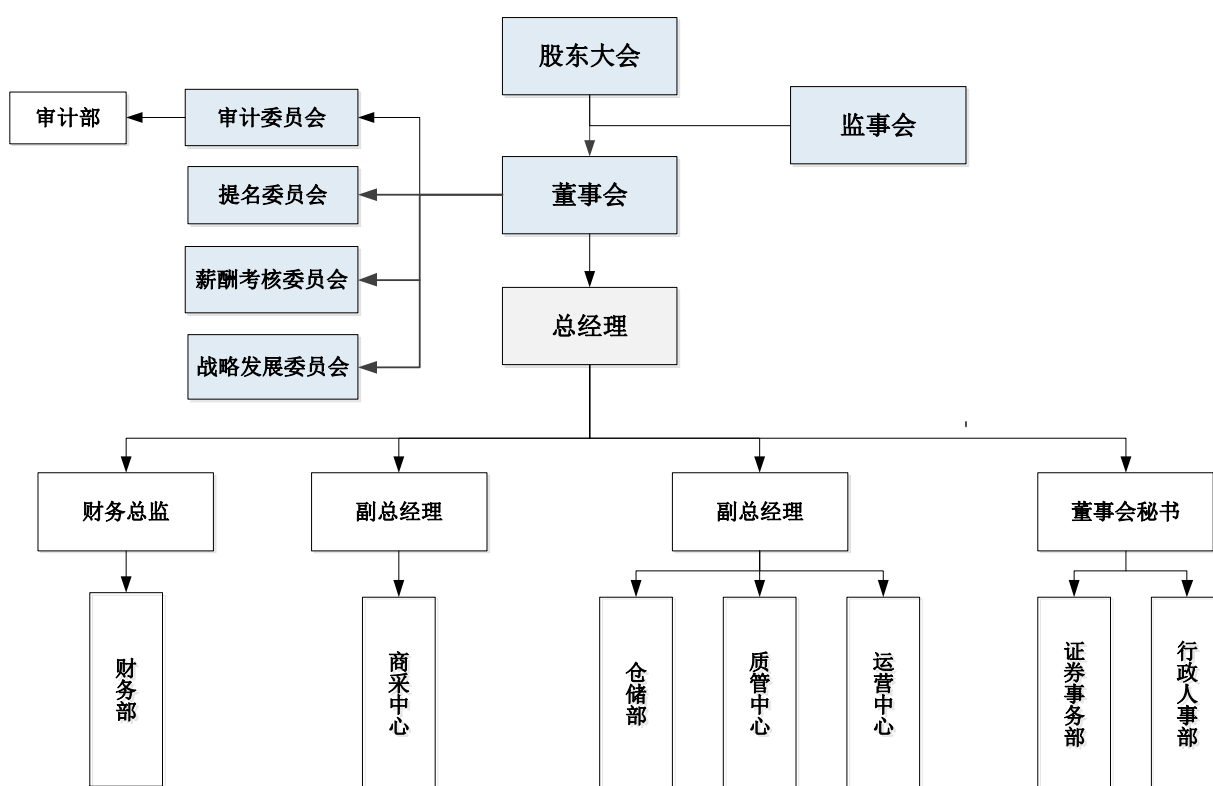 股东大会
审计部
审计委员会
监事会
提名委员会
董事会
薪酬考核委员会
总经理
战略发展委员会
财务总监
副总经理
副总经理
董事会秘书
财务部
商采中心
仓储部
质管中心
运营中心
证券事务部
行政人事部